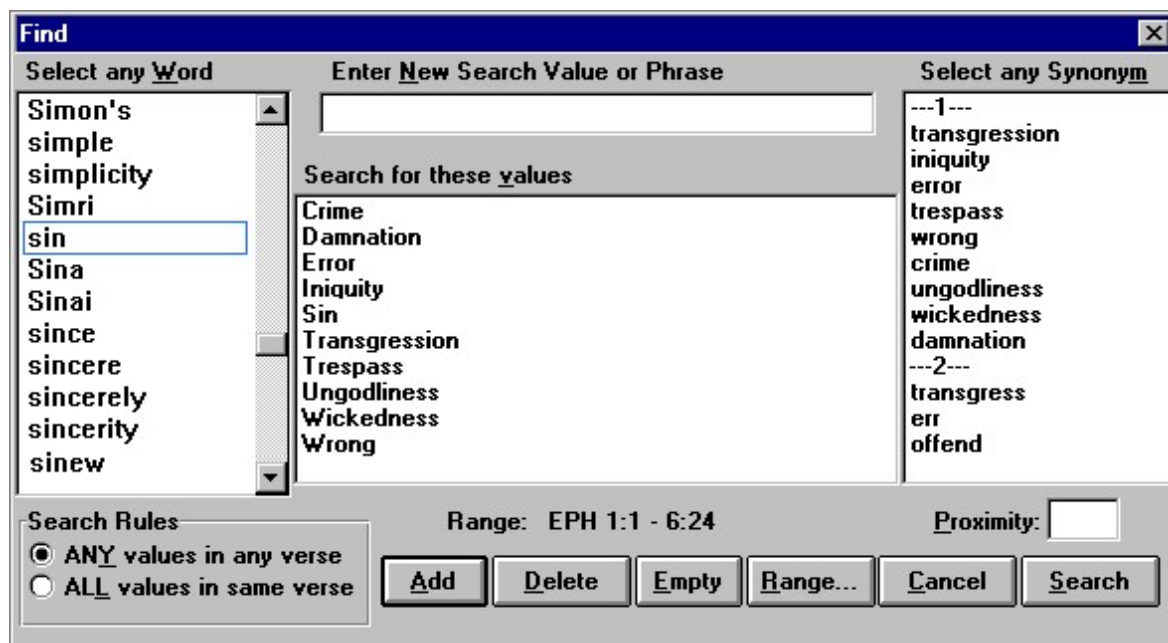 Find
Select any Word
Simon's
simple
simplicity
Simri
sin
Sina
Sinai
since
sincere
sincerely
sincerity
sinew
Enter New Search Value or Phrase
Search for these values
Crime
Damnation
Error
Iniquity
Sin
Transgression
Trespass
Ungodliness
Wickedness
Wrong
Select any Synonym
---1---
transgression
iniquity
error
trespass
wrong
crime
ungodliness
wickedness
damnation
---2---
transgress
err
offend
Search Rules
ANY values in any verse
ALL values in same verse
Range: EPH 1:1 - 6:24
Proximity:
Add Delete Empty Range... Cancel Search